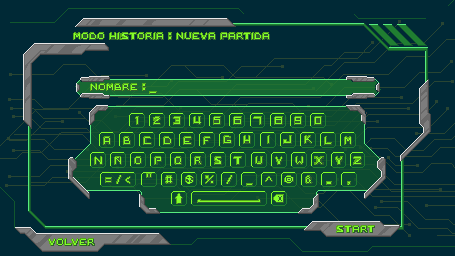 MODO HISTORIA : NUEVA PARTIDA
NOMBRE : _
1 2 3 4 5 6 7 8 9 0
A B C D E F G H I J K L M
N Ñ O P Q R S T U V W X Y Z
= / < " # $ % / _ ^ @ & - ,
VOLVER
START